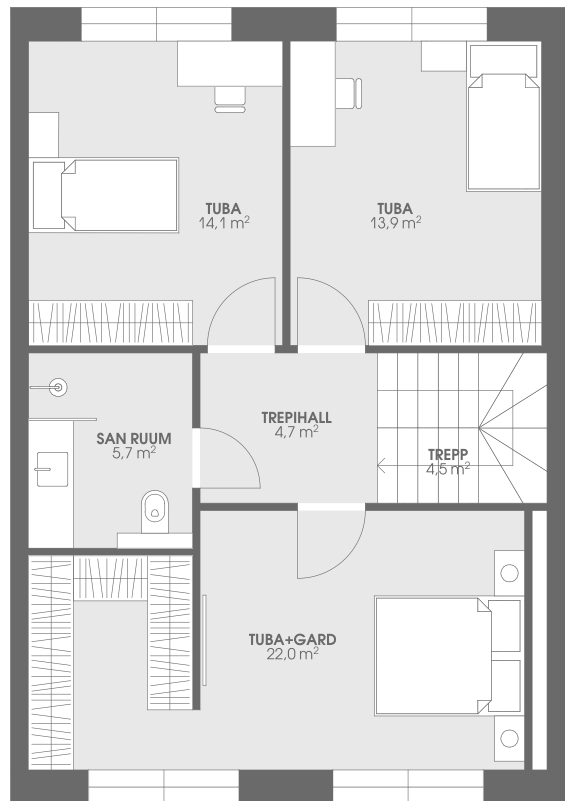 TUBA
14,1 m²
TUBA
13,9 m²
TREPIHALL
4,7 m²
SAN RUUM
5,7 m²
TREPP
4,5 m²
TUBA+GARD
22,0 m²